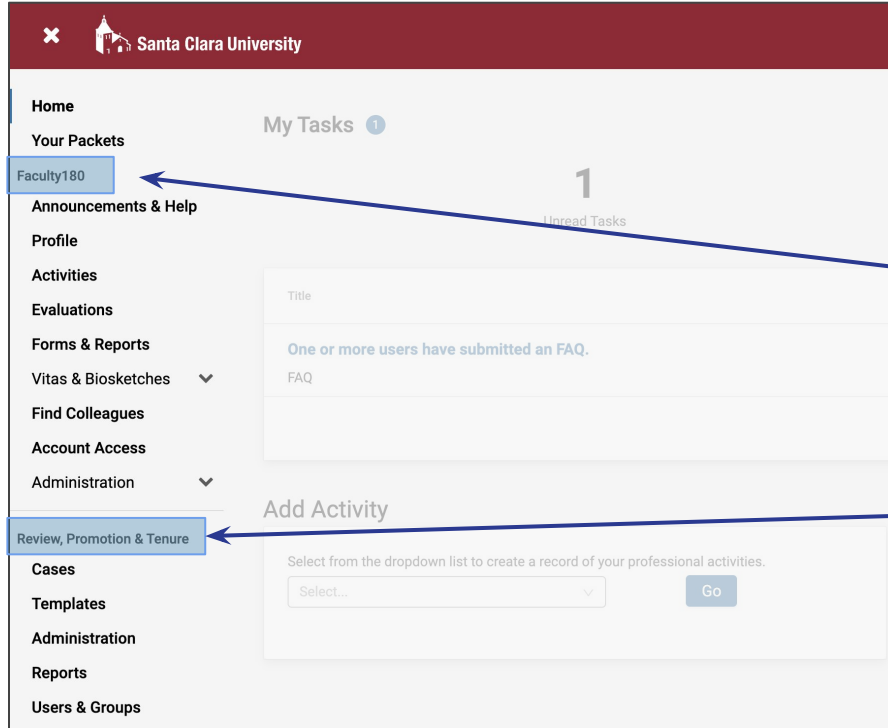 Santa Clara University
Home
Your Packets
Faculty180
Announcements & Help
Profile
Activities
Evaluations
Forms & Reports
Vitas & Biosketches
Find Colleagues
Account Access
Administration
Review, Promotion & Tenure
Cases
Templates
Administration
Reports
Users & Groups
My Tasks 1
1
Unread Tasks
Title
One or more users have submitted an FAQ.
FAQ
Add Activity
Select from the dropdown list to create a record of your professional activities.
Select... Go